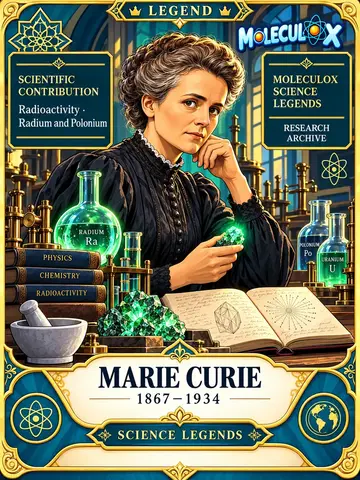 LEGEND
MOLECULOX
SCIENTIFIC
CONTRIBUTION
Radioactivity ·
Radium and Polonium
MOLECULOX
SCIENCE
LEGENDS
RESEARCH
ARCHIVE
RADIUM
Ra
POLONIUM
Po
URANIUM
U
PHYSICS
CHEMISTRY
RADIOACTIVITY
MARIE CURIE
1867–1934
SCIENCE LEGENDS